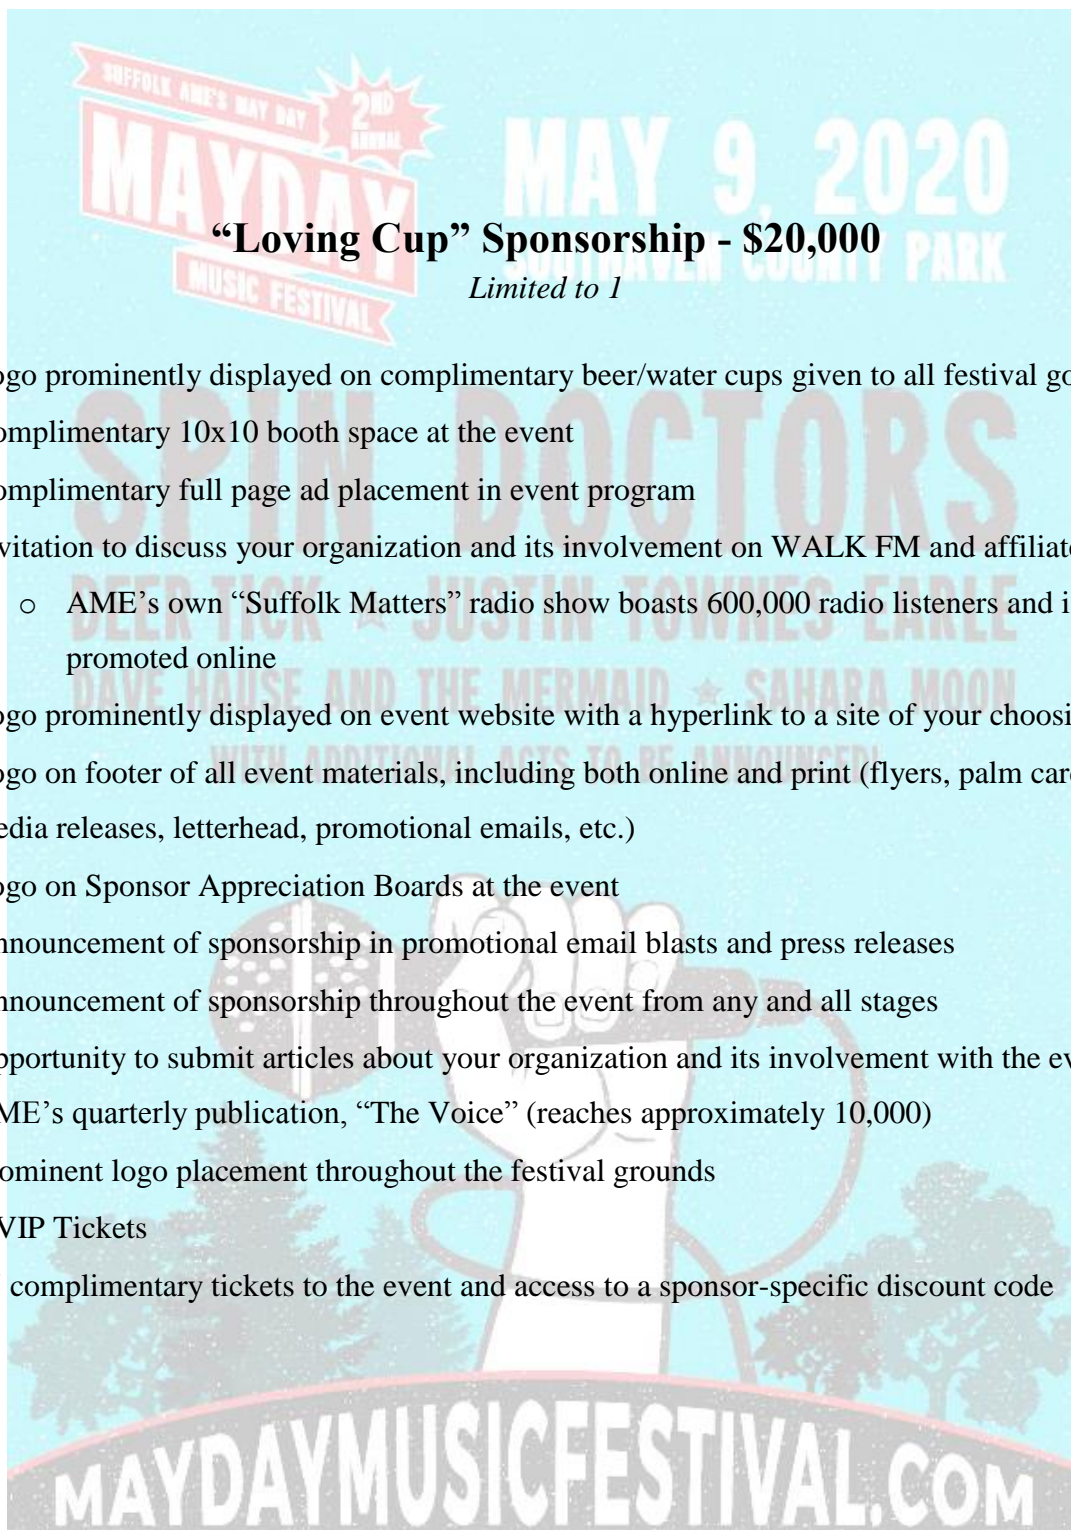 SUFFOLK AME'S MAY DAY
2ND
ANNUAL
MAYDAY
MUSIC FESTIVAL
MAY 9, 2020
SOUTHAVEN COUNTY PARK
“Loving Cup” Sponsorship - $20,000
Limited to 1
ogo prominently displayed on complimentary beer/water cups given to all festival go
omplimentary 10x10 booth space at the event
SPIN DOCTORS
omplimentary full page ad placement in event program
vitation to discuss your organization and its involvement on WALK FM and affiliate
o AME’s own “Suffolk Matters” radio show boasts 600,000 radio listeners and i
DEER TICK ★ JUSTIN TOWNES EARLE
promoted online
DAVE HAUSE AND THE MERMAID ★ SAHARA MOON
ogo prominently displayed on event website with a hyperlink to a site of your choosi
WITH ADDITIONAL ACTS TO BE ANNOUNCED!
ogo on footer of all event materials, including both online and print (flyers, palm car
edia releases, letterhead, promotional emails, etc.)
ogo on Sponsor Appreciation Boards at the event
nnouncement of sponsorship in promotional email blasts and press releases
nnouncement of sponsorship throughout the event from any and all stages
pportunity to submit articles about your organization and its involvement with the ev
ME’s quarterly publication, “The Voice” (reaches approximately 10,000)
ominent logo placement throughout the festival grounds
VIP Tickets
complimentary tickets to the event and access to a sponsor-specific discount code
MAYDAYMUSICFESTIVAL.COM